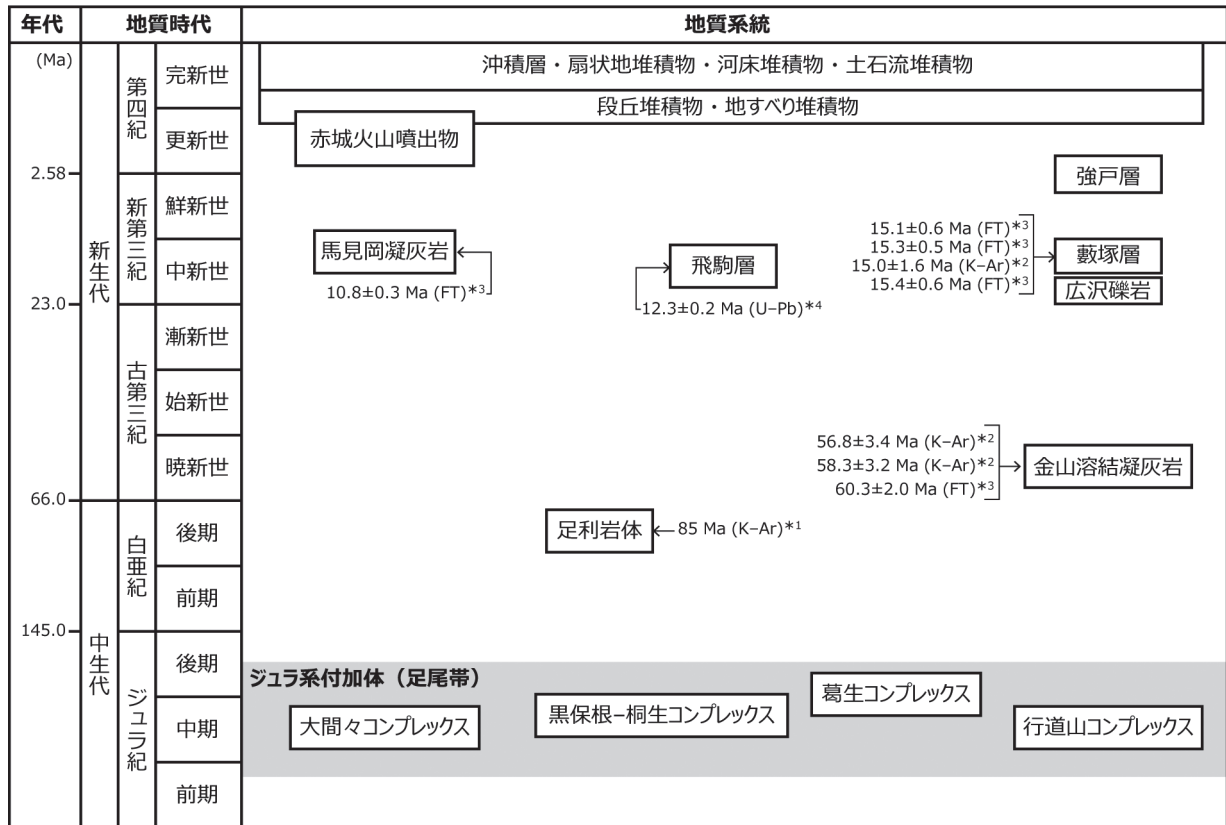 年代
地質時代
地質系統
(Ma)
新生代
第四紀
完新世
沖積層・扇状地堆積物・河床堆積物・土石流堆積物
段丘堆積物・地すべり堆積物
更新世
赤城火山噴出物
2.58
強戸層
新第三紀
鮮新世
中新世
馬見岡凝灰岩
10.8±0.3 Ma (FT)*3
飛駒層
12.3±0.2 Ma (U–Pb)*4
15.1±0.6 Ma (FT)*3
15.3±0.5 Ma (FT)*3
15.0±1.6 Ma (K–Ar)*2
15.4±0.6 Ma (FT)*3
藪塚層
広沢礫岩
23.0
古第三紀
漸新世
始新世
暁新世
56.8±3.4 Ma (K–Ar)*2
58.3±3.2 Ma (K–Ar)*2
60.3±2.0 Ma (FT)*3
金山溶結凝灰岩
66.0
中生代
白亜紀
後期
足利岩体
85 Ma (K–Ar)*1
前期
145.0
ジュラ紀
後期
ジュラ系付加体（足尾帯）
葛生コンプレックス
中期
大間々コンプレックス
黒保根–桐生コンプレックス
行道山コンプレックス
前期